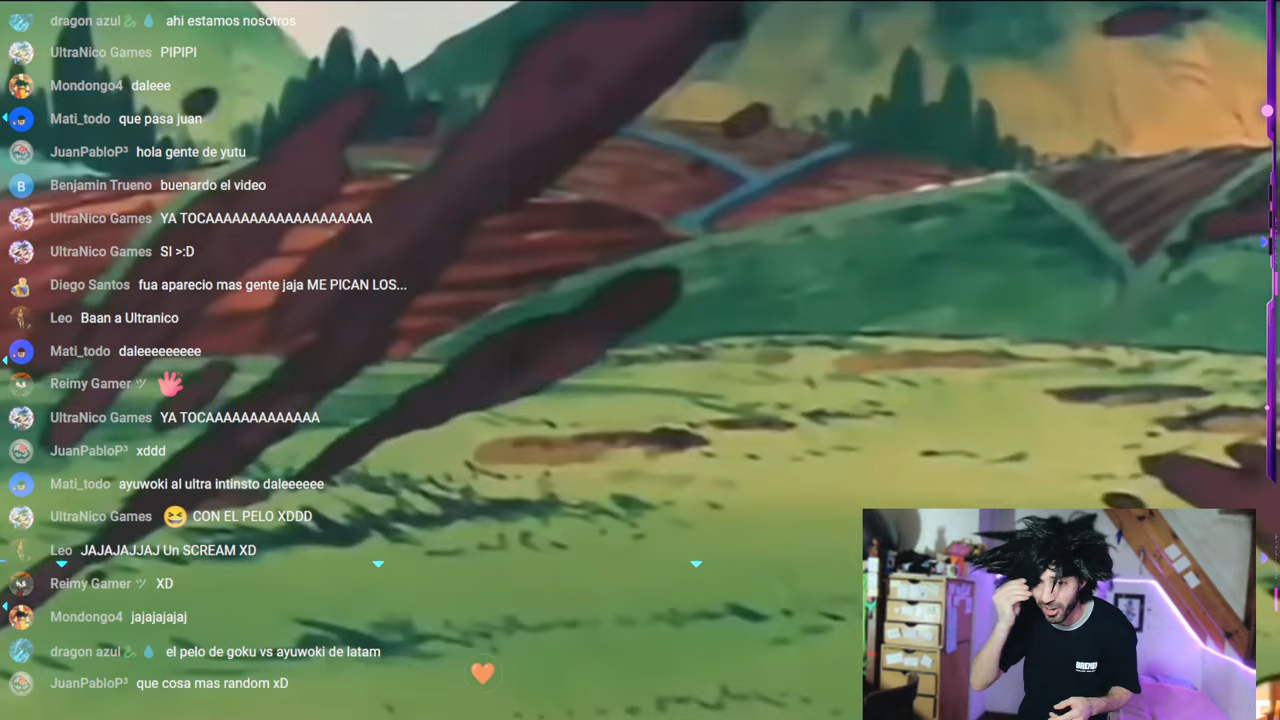 dragon azul🐉💧 ahi estamos nosotros
UltraNico Games PIPIPI
Mondongo4 daleee
Mati_todo que pasa juan
JuanPabloP³ hola gente de yutu
B Benjamin Trueno buenardo el video
UltraNico Games YA TOCAAAAAAAAAAAAAAAAAAA
UltraNico Games SI >:D
Diego Santos fua aparecio mas gente jaja ME PICAN LOS...
Leo Baan a Ultranico
Mati_todo daleeeeeeeee
Reimy Gamer ツ
UltraNico Games YA TOCAAAAAAAAAAAAA
JuanPabloP³ xddd
Mati_todo ayuwoki al ultra intinsto daleeeeee
UltraNico Games 😆 CON EL PELO XDDD
Leo JAJAJAJJAJ Un SCREAM XD
Reimy Gamer ツ XD
Mondongo4 jajajajajaj
dragon azul🐉💧 el pelo de goku vs ayuwoki de latam
JuanPabloP³ que cosa mas random xD